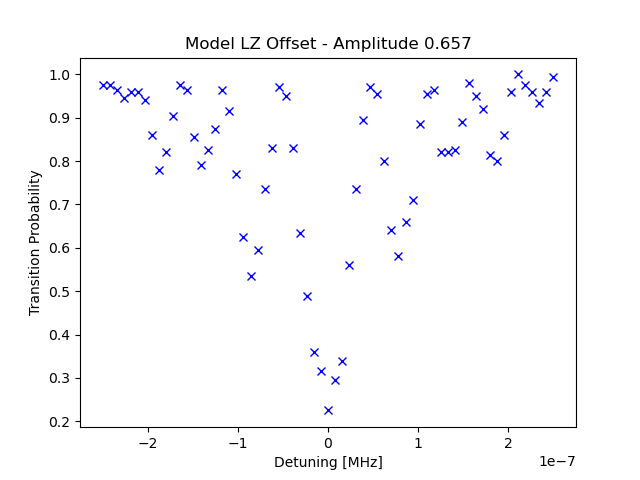 Model LZ Offset - Amplitude 0.657
1.0
0.9
0.8
0.7
0.6
0.5
0.4
0.3
0.2
Transition Probability
−2 −1 0 1 2
1e−7
Detuning [MHz]